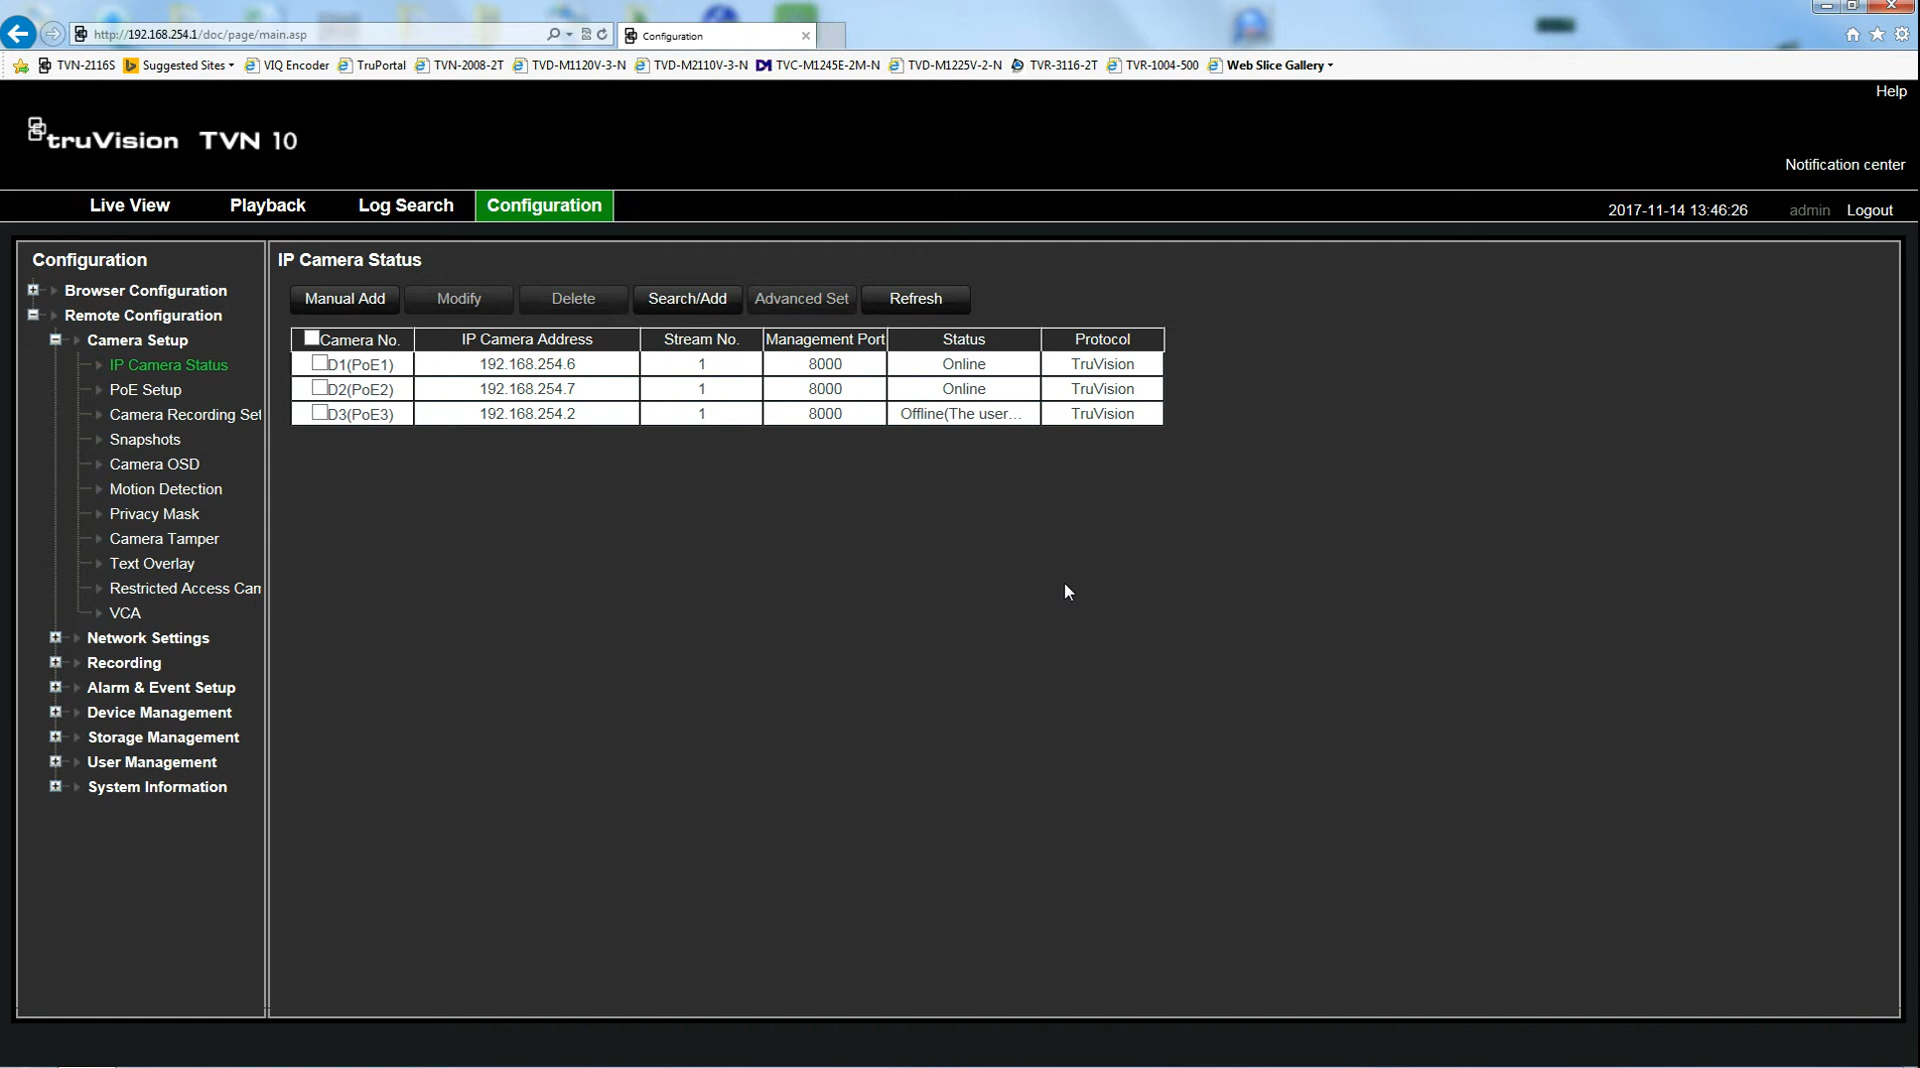 http://192.168.254.1/doc/page/main.asp
Configuration
TVN-2116S Suggested Sites VIQ Encoder TruPortal TVN-2008-2T TVD-M1120V-3-N TVD-M2110V-3-N TVC-M1245E-2M-N TVD-M1225V-2-N TVR-3116-2T TVR-1004-500 Web Slice Gallery
Help
truVision TVN 10
Notification center
Live View Playback Log Search Configuration
2017-11-14 13:46:26 admin Logout
Configuration
Browser Configuration
Remote Configuration
Camera Setup
IP Camera Status
PoE Setup
Camera Recording Set
Snapshots
Camera OSD
Motion Detection
Privacy Mask
Camera Tamper
Text Overlay
Restricted Access Cam
VCA
Network Settings
Recording
Alarm & Event Setup
Device Management
Storage Management
User Management
System Information
IP Camera Status
Manual Add Modify Delete Search/Add Advanced Set Refresh
Camera No. IP Camera Address Stream No. Management Port Status Protocol
D1(PoE1) 192.168.254.6 1 8000 Online TruVision
D2(PoE2) 192.168.254.7 1 8000 Online TruVision
D3(PoE3) 192.168.254.2 1 8000 Offline(The user... TruVision